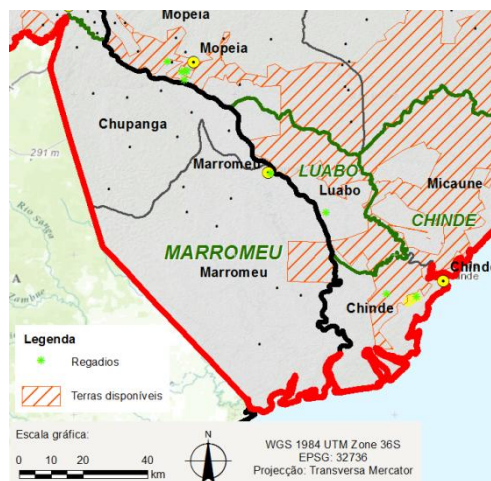 Mopeia
Mopeia
Chupanga
291 m
Marromeu
LUABO
Luabo
Micaune
CHINDE
MARROMEU
Marromeu
Chinde
Chinde
Legenda
Regadios
Terras disponíveis
Escala gráfica:
0 10 20 40
km
N
WGS 1984 UTM Zone 36S
EPSG: 32736
Projecção: Transversa Mercator